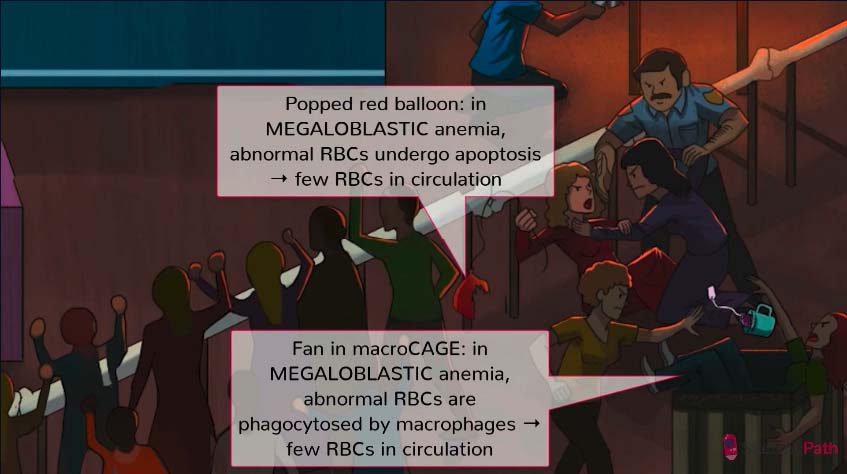 Popped red balloon: in
MEGALOBLASTIC anemia,
abnormal RBCs undergo apoptosis
→ few RBCs in circulation
Fan in macroCAGE: in
MEGALOBLASTIC anemia,
abnormal RBCs are
phagocytosed by macrophages →
few RBCs in circulation
Path